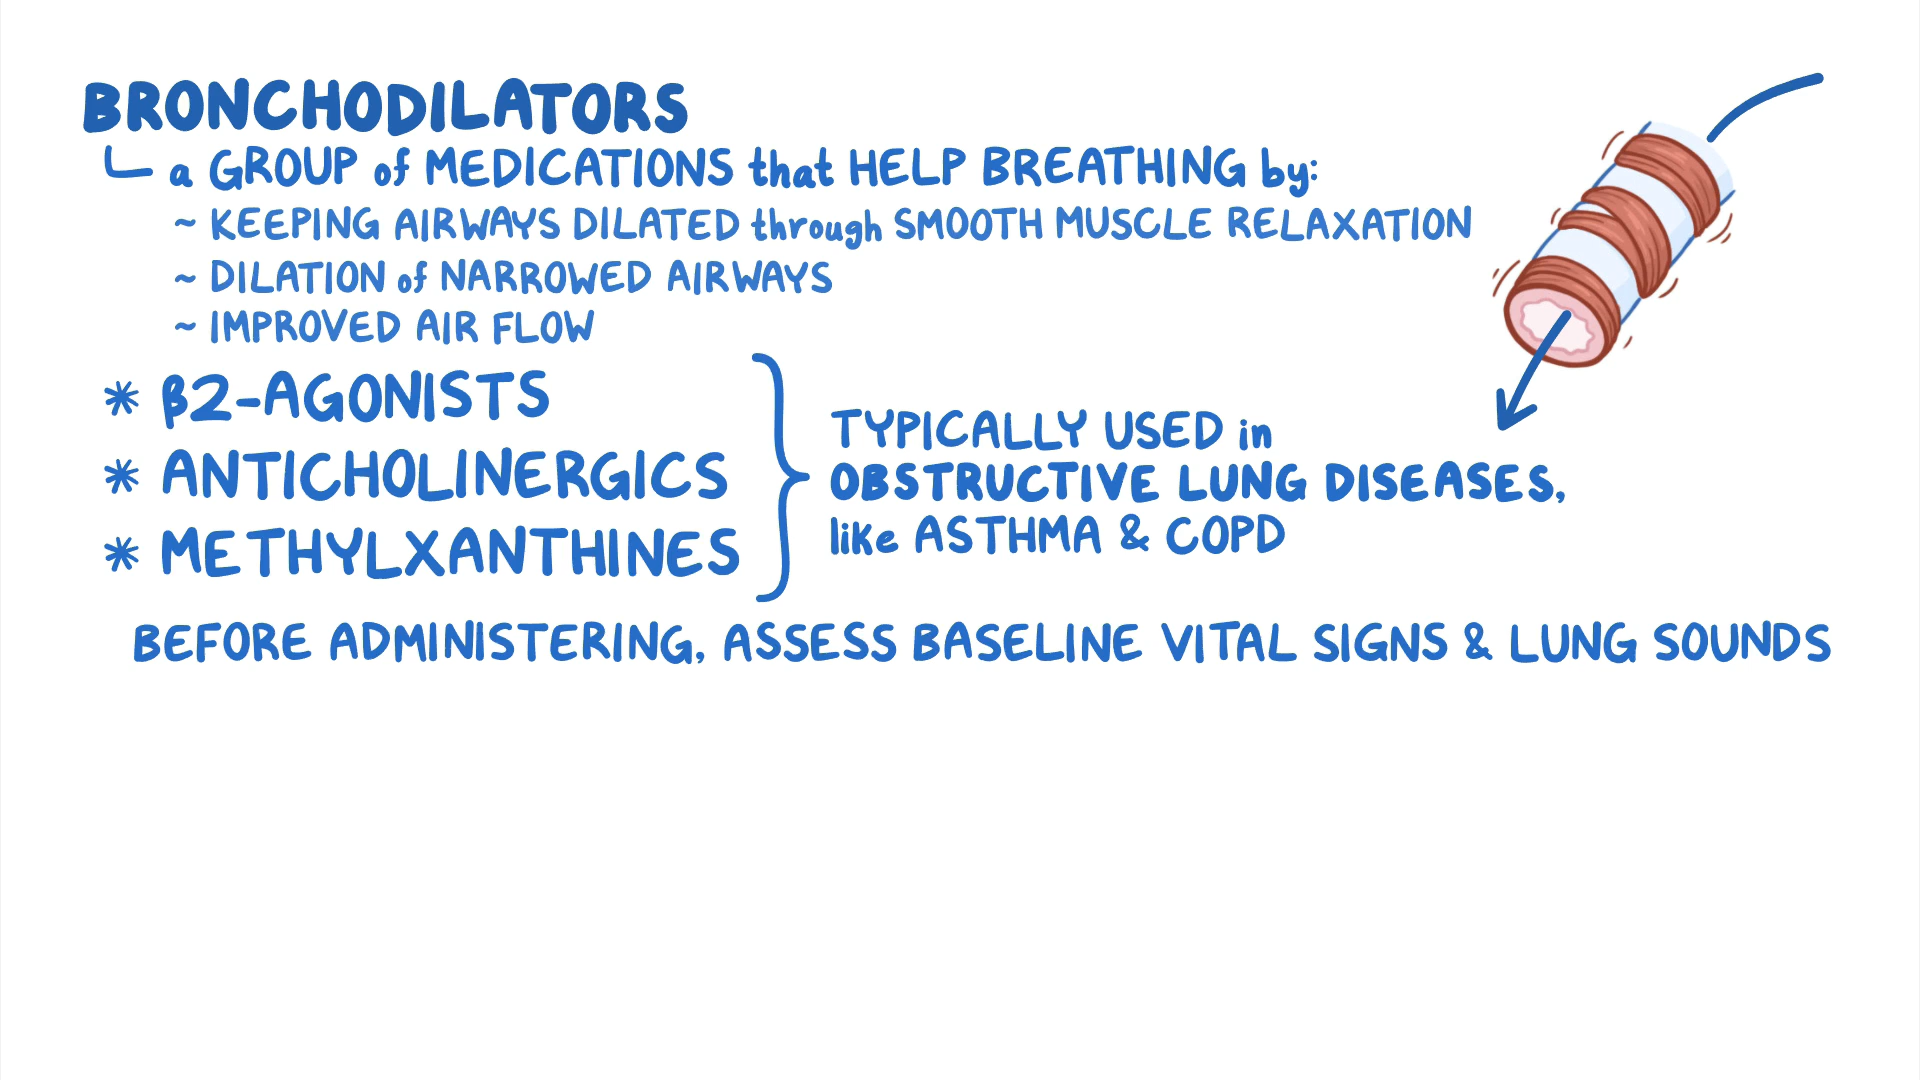 BRONCHODILATORS
a GROUP of MEDICATIONS that HELP BREATHING by:
~ KEEPING AIRWAYS DILATED through SMOOTH MUSCLE RELAXATION
~ DILATION of NARROWED AIRWAYS
~ IMPROVED AIR FLOW
* β2-AGONISTS
* ANTICHOLINERGICS
* METHYLXANTHINES
TYPICALLY USED in
OBSTRUCTIVE LUNG DISEASES,
like ASTHMA & COPD
BEFORE ADMINISTERING, ASSESS BASELINE VITAL SIGNS & LUNG SOUNDS